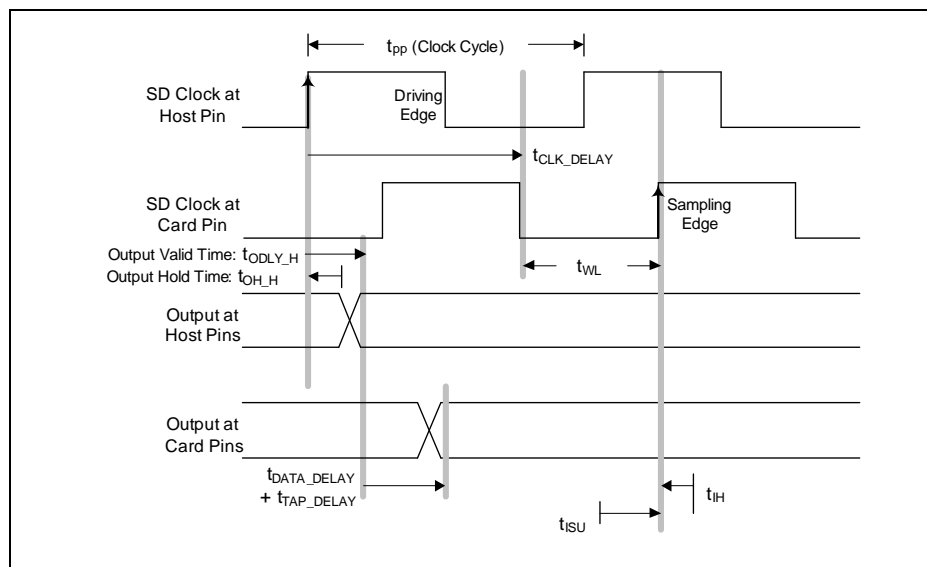 tpp (Clock Cycle)
SD Clock at
Host Pin
Driving
Edge
tCLK_DELAY
SD Clock at
Card Pin
Sampling
Edge
Output Valid Time: tODLY_H
Output Hold Time: tOH_H
tWL
Output at
Host Pins
Output at
Card Pins
tDATA_DELAY
+ tTAP_DELAY
tIH
tISU